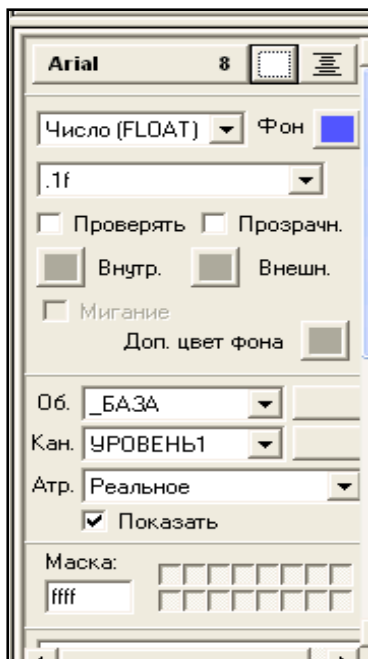 Arial 8
Число (FLOAT) Фон
.1f
Проверять Прозрачн.
Внутр. Внешн.
Мигание
Доп. цвет фона
Об. _БАЗА
Кан. УРОВЕНЬ1
Атр. Реальное
Показать
Маска:
ffff